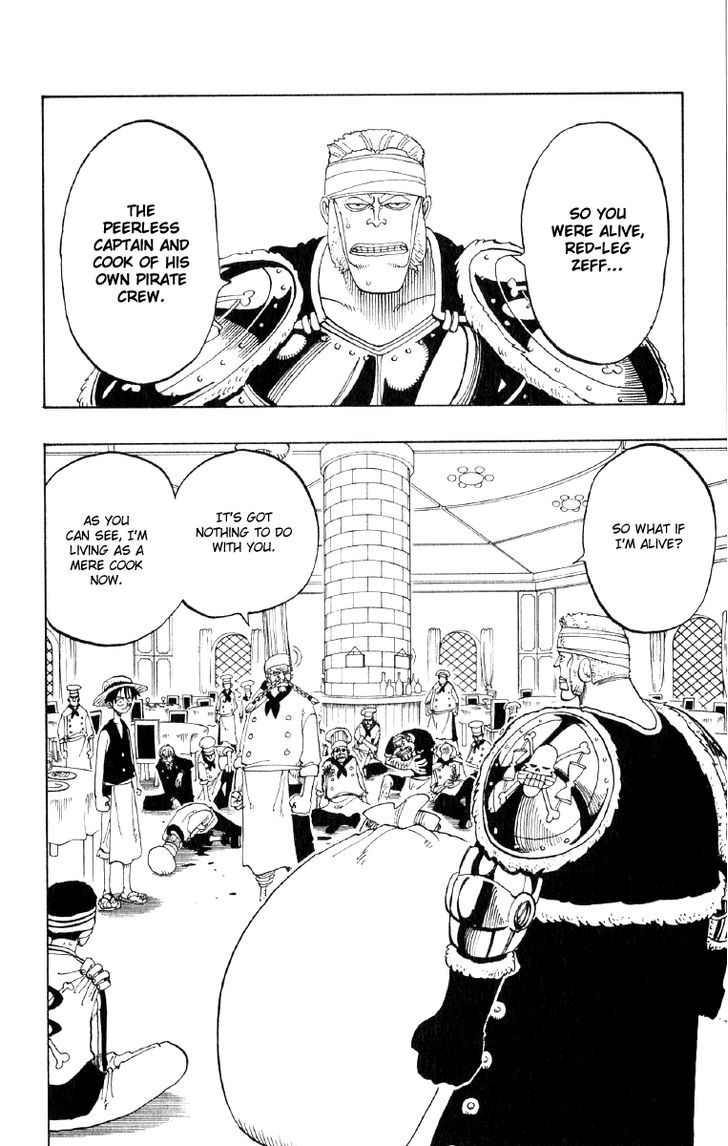 SO YOU
WERE ALIVE,
RED-LEG
ZEFF...
THE
PEERLESS
CAPTAIN AND
COOK OF HIS
OWN PIRATE
CREW.
SO WHAT IF
I'M ALIVE?
IT'S GOT
NOTHING TO DO
WITH YOU.
AS YOU
CAN SEE, I'M
LIVING AS A
MERE COOK
NOW.